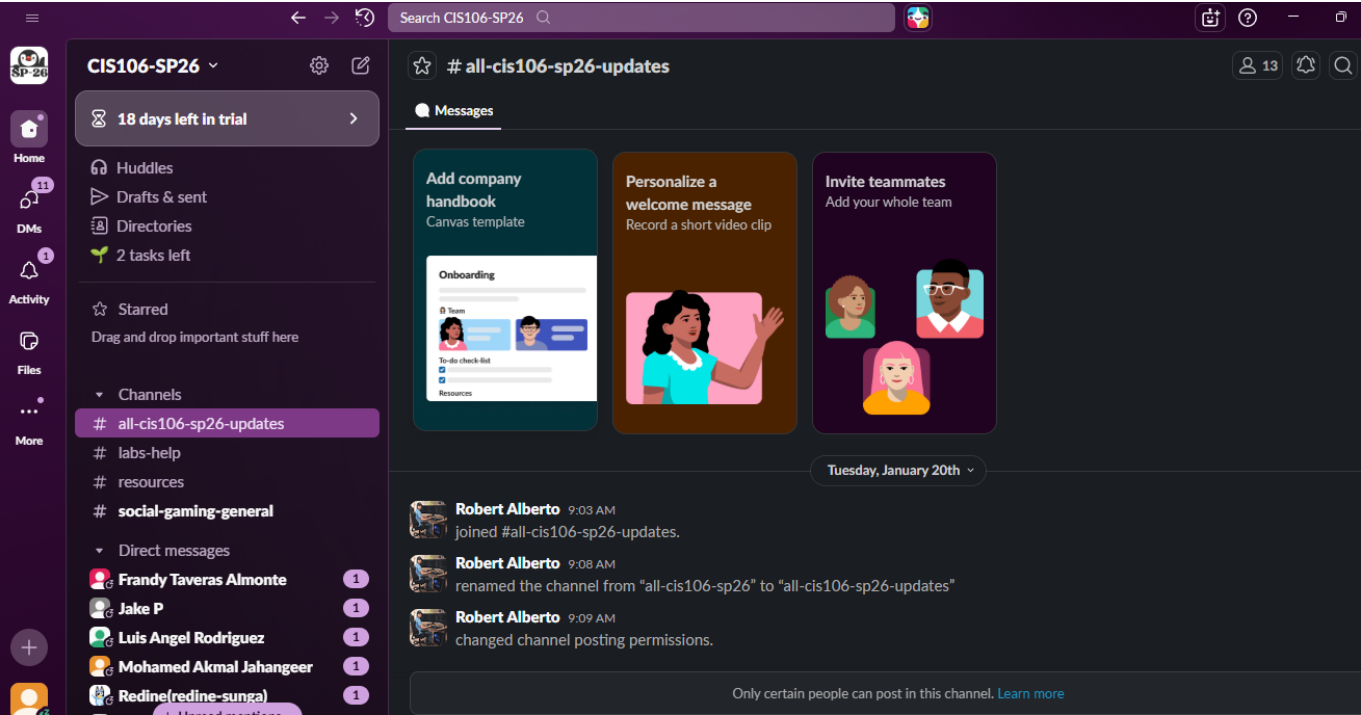 Search CIS106-SP26
SP-26
CIS106-SP26
18 days left in trial
Huddles
Drafts & sent
Directories
2 tasks left
Starred
Drag and drop important stuff here
Channels
# all-cis106-sp26-updates
# labs-help
# resources
# social-gaming-general
Direct messages
Frandy Taveras Almonte 1
Jake P 1
Luis Angel Rodriguez 1
Mohamed Akmal Jahangeer 1
Redine(redine-sunga) 1
Unread mentions
Home
11
DMs
1
Activity
Files
More
# all-cis106-sp26-updates
13
Messages
Add company
handbook
Canvas template
Onboarding
Team
To-do check-list
Resources
Personalize a
welcome message
Record a short video clip
Invite teammates
Add your whole team
Tuesday, January 20th
Robert Alberto 9:03 AM
joined #all-cis106-sp26-updates.
Robert Alberto 9:08 AM
renamed the channel from “all-cis106-sp26” to “all-cis106-sp26-updates”
Robert Alberto 9:09 AM
changed channel posting permissions.
Only certain people can post in this channel. Learn more